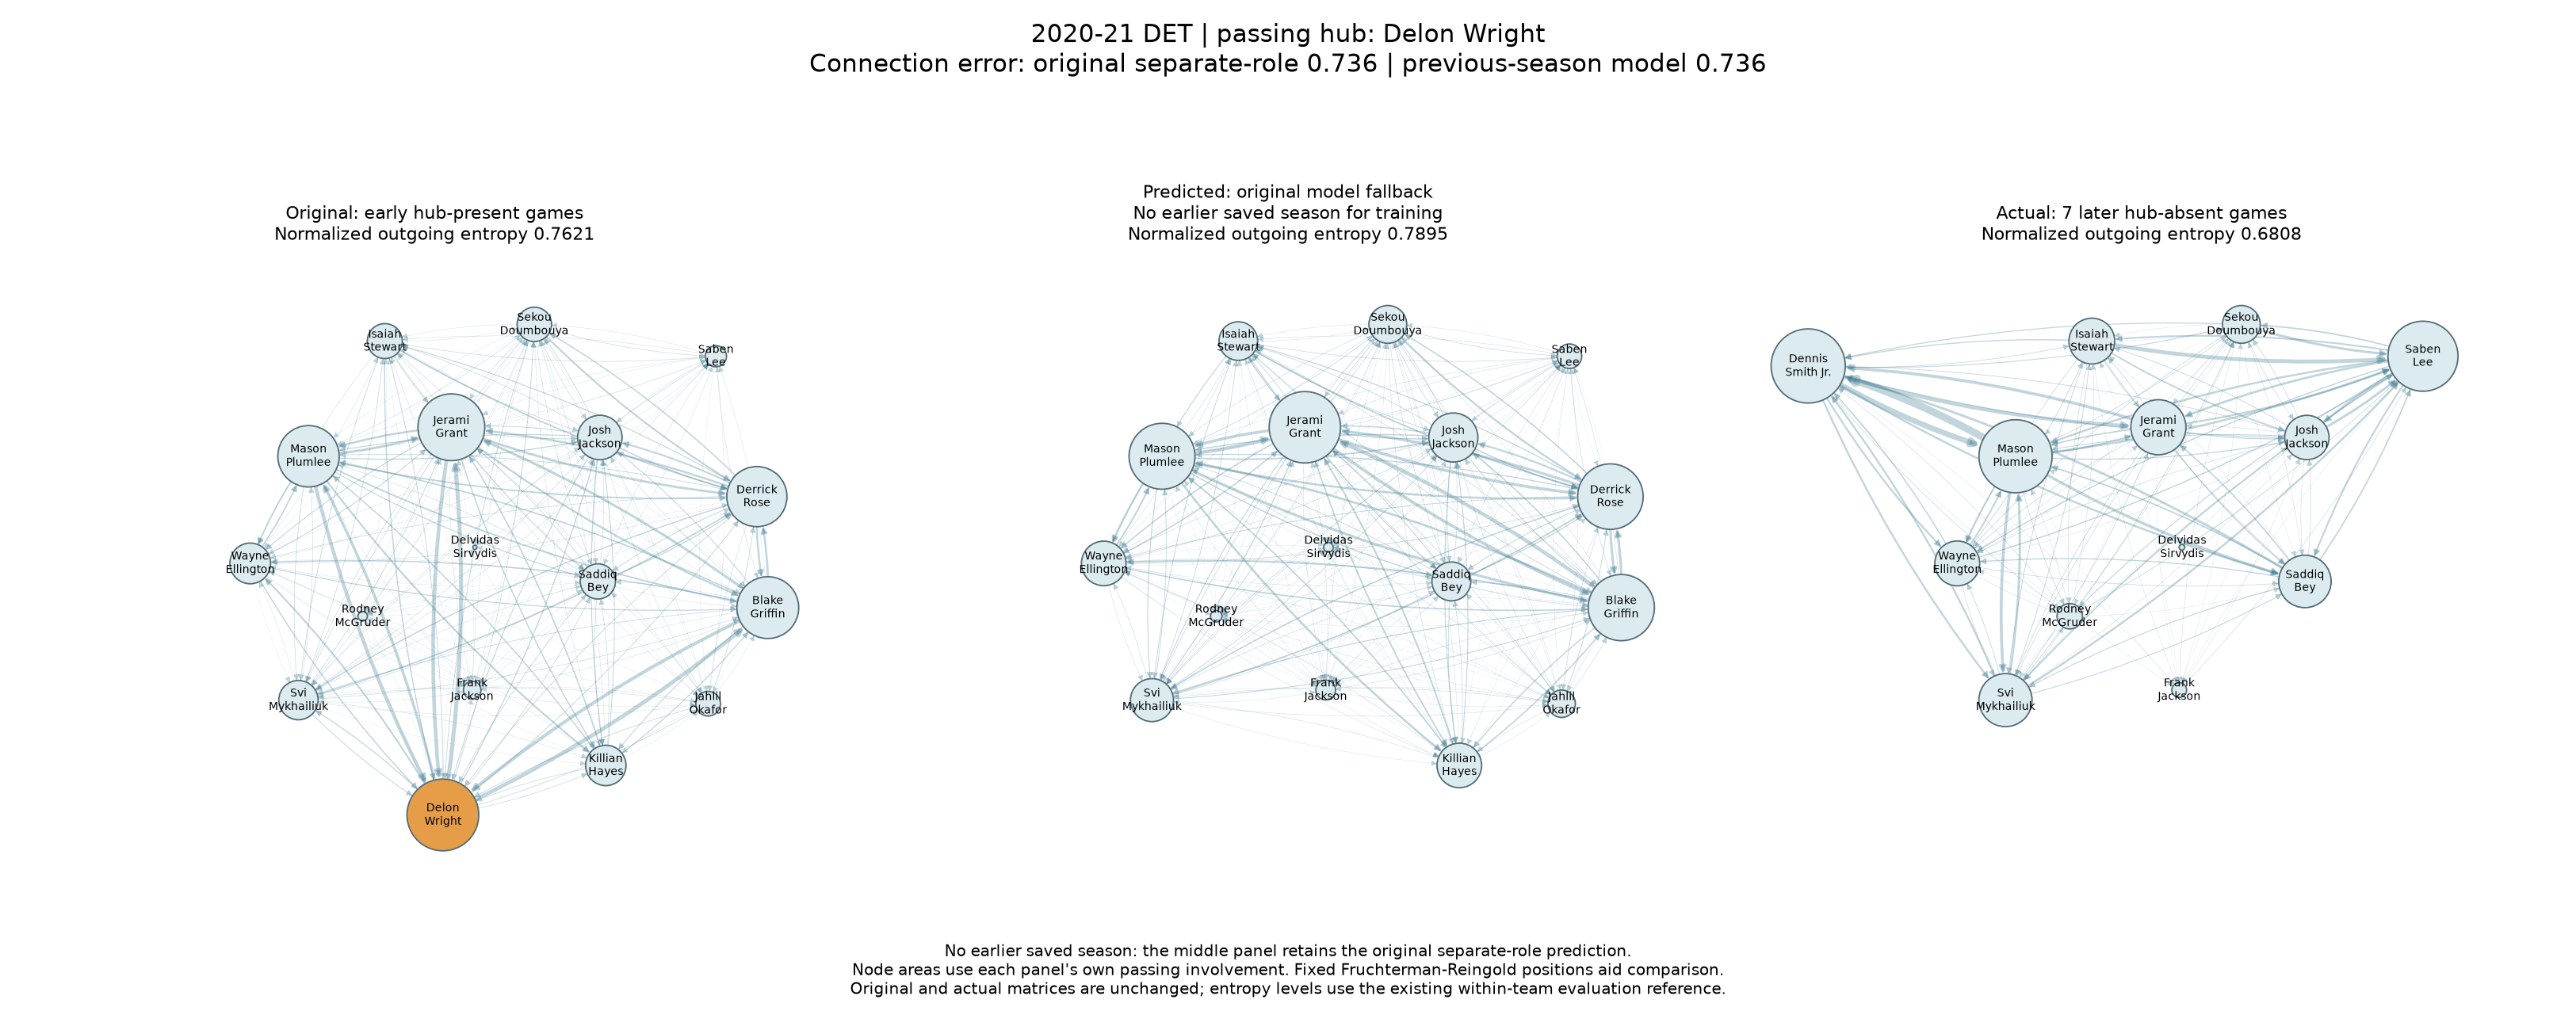 2020-21 DET | passing hub: Delon Wright
Connection error: original separate-role 0.736 | previous-season model 0.736
Original: early hub-present games
Normalized outgoing entropy 0.7621
Isaiah
Stewart
Sekou
Doumbouya
Saben
Lee
Jerami
Grant
Josh
Jackson
Mason
Plumlee
Derrick
Rose
Deividas
Sirvydis
Wayne
Ellington
Saddiq
Bey
Blake
Griffin
Rodney
McGruder
Svi
Mykhailiuk
Frank
Jackson
Jahlil
Okafor
Killian
Hayes
Delon
Wright
Predicted: original model fallback
No earlier saved season for training
Normalized outgoing entropy 0.7895
Isaiah
Stewart
Sekou
Doumbouya
Saben
Lee
Jerami
Grant
Josh
Jackson
Mason
Plumlee
Derrick
Rose
Deividas
Sirvydis
Wayne
Ellington
Saddiq
Bey
Blake
Griffin
Rodney
McGruder
Svi
Mykhailiuk
Frank
Jackson
Jahlil
Okafor
Killian
Hayes
Actual: 7 later hub-absent games
Normalized outgoing entropy 0.6808
Dennis
Smith Jr.
Isaiah
Stewart
Sekou
Doumbouya
Saben
Lee
Jerami
Grant
Josh
Jackson
Mason
Plumlee
Deividas
Sirvydis
Wayne
Ellington
Saddiq
Bey
Rodney
McGruder
Svi
Mykhailiuk
Frank
Jackson
No earlier saved season: the middle panel retains the original separate-role prediction.
Node areas use each panel's own passing involvement. Fixed Fruchterman-Reingold positions aid comparison.
Original and actual matrices are unchanged; entropy levels use the existing within-team evaluation reference.